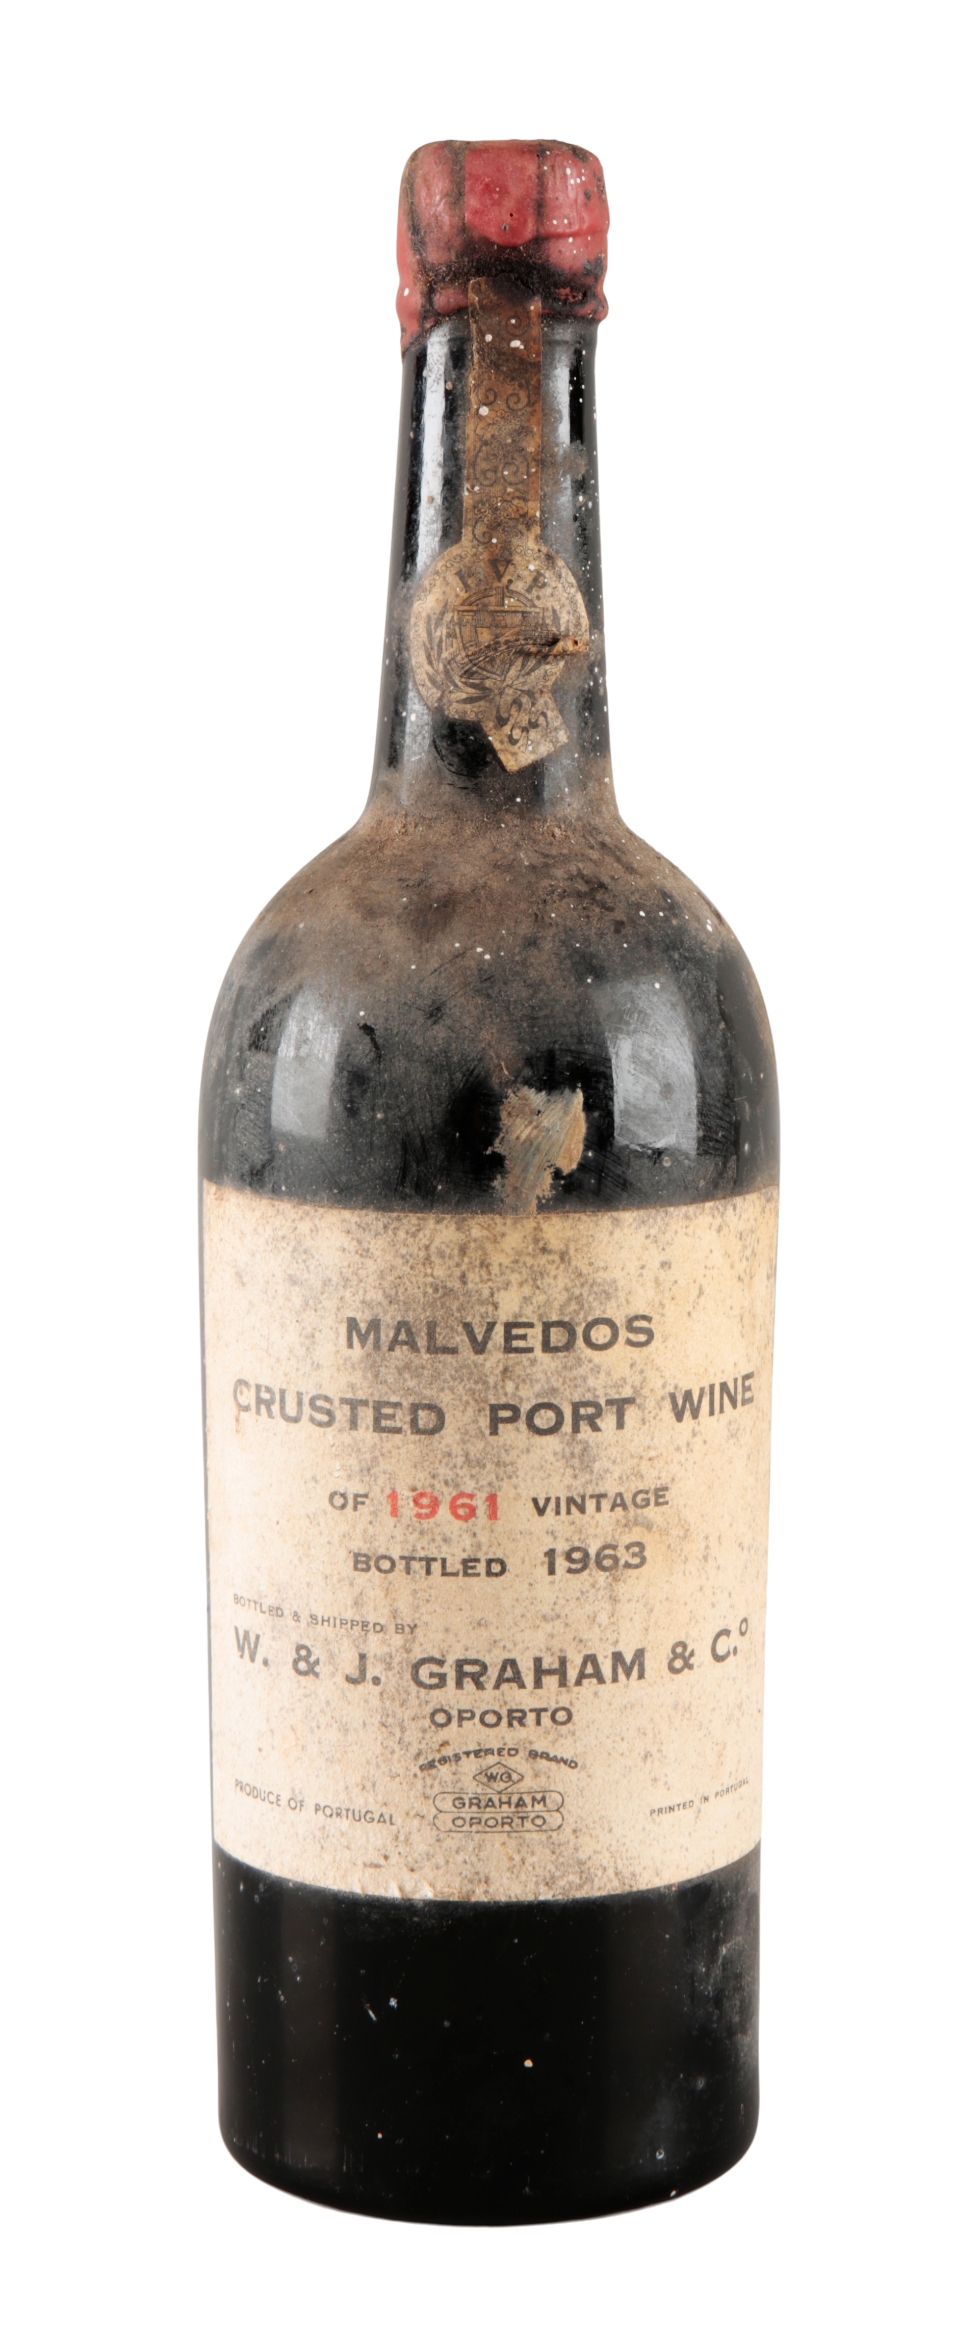 I.V.P.
MALVEDOS
CRUSTED PORT WINE
OF 1961 VINTAGE
BOTTLED 1963
BOTTLED & SHIPPED BY
W. & J. GRAHAM & C.º
OPORTO
REGISTERED BRAND
WG
GRAHAM
OPORTO
PRODUCE OF PORTUGAL
PRINTED IN PORTUGAL